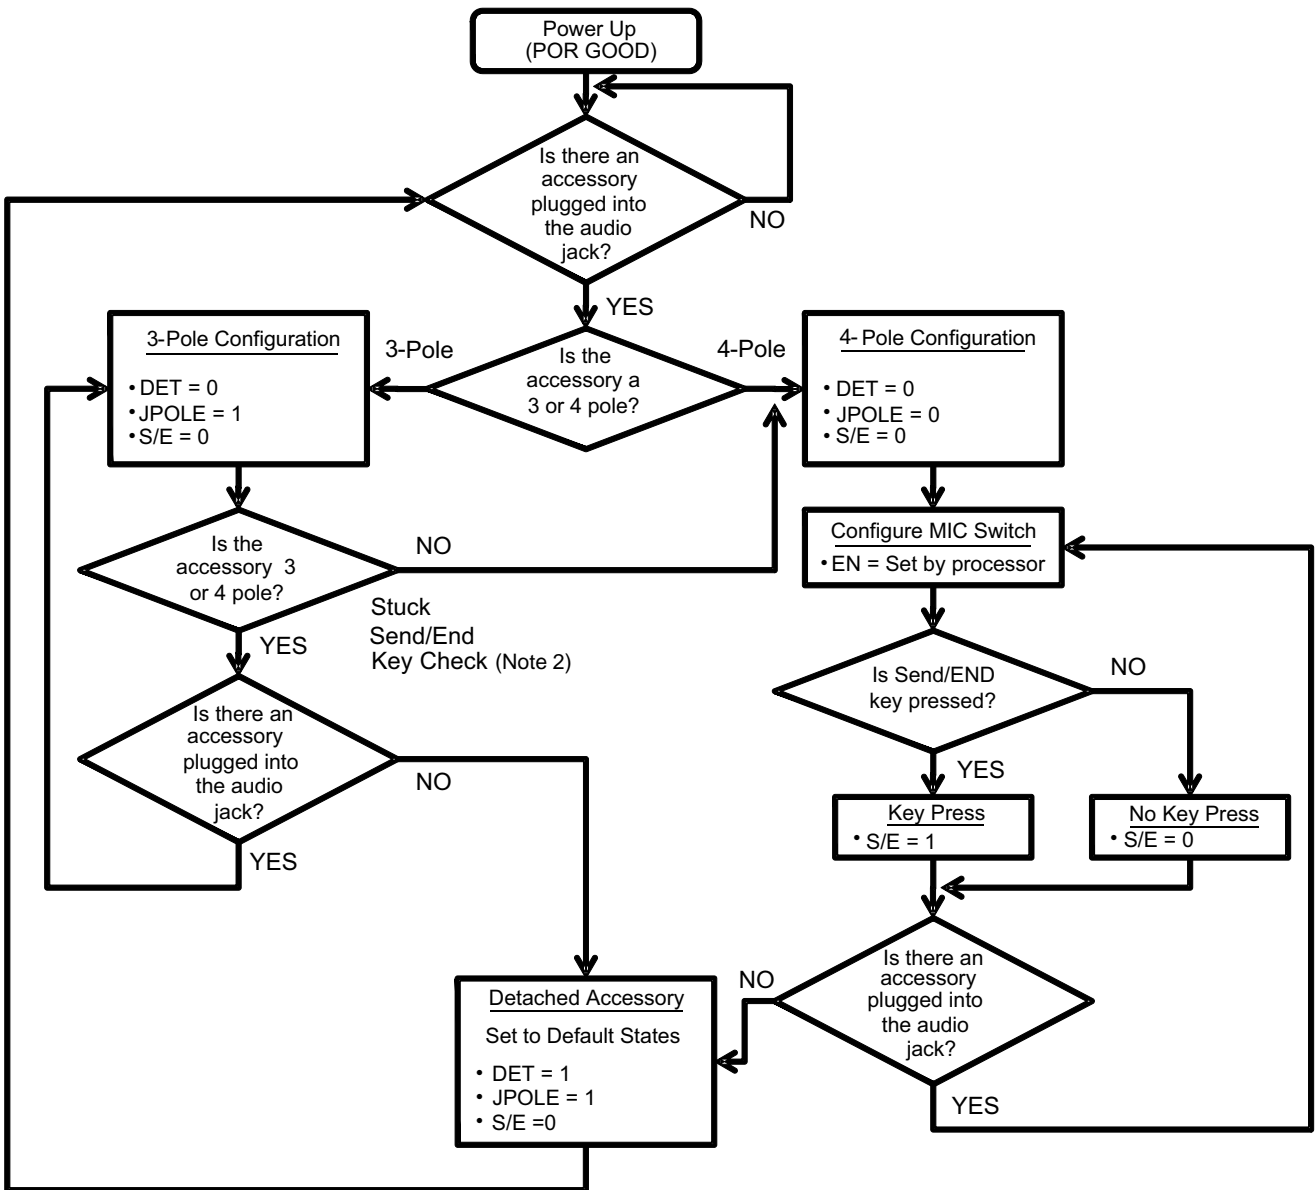 Power Up
(POR GOOD)
Is there an
accessory
plugged into
the audio
jack?
NO
YES
3-Pole Configuration
• DET = 0
• JPOLE = 1
• S/E = 0
3-Pole
Is the
accessory a
3 or 4 pole?
4-Pole
4- Pole Configuration
• DET = 0
• JPOLE = 0
• S/E = 0
Is the
accessory 3
or 4 pole?
NO
Stuck
Send/End
Key Check (Note 2)
YES
Configure MIC Switch
• EN = Set by processor
Is Send/END
key pressed?
NO
YES
Is there an
accessory
plugged into
the audio
jack?
NO
YES
Key Press
• S/E = 1
No Key Press
• S/E = 0
Is there an
accessory
plugged into
the audio
jack?
NO
YES
Detached Accessory
Set to Default States
• DET = 1
• JPOLE = 1
• S/E =0